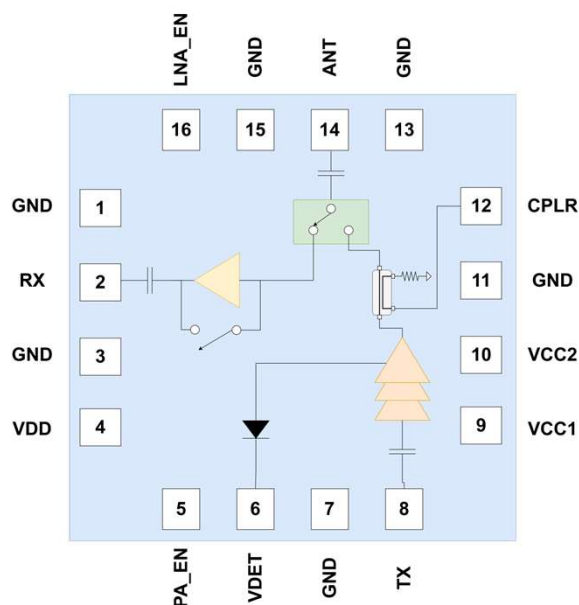 LNA_EN GND ANT GND
16 15 14 13
GND 1 12 CPLR
RX 2 11 GND
GND 3 10 VCC2
VDD 4 9 VCC1
5 6 7 8
PA_EN VDET GND TX